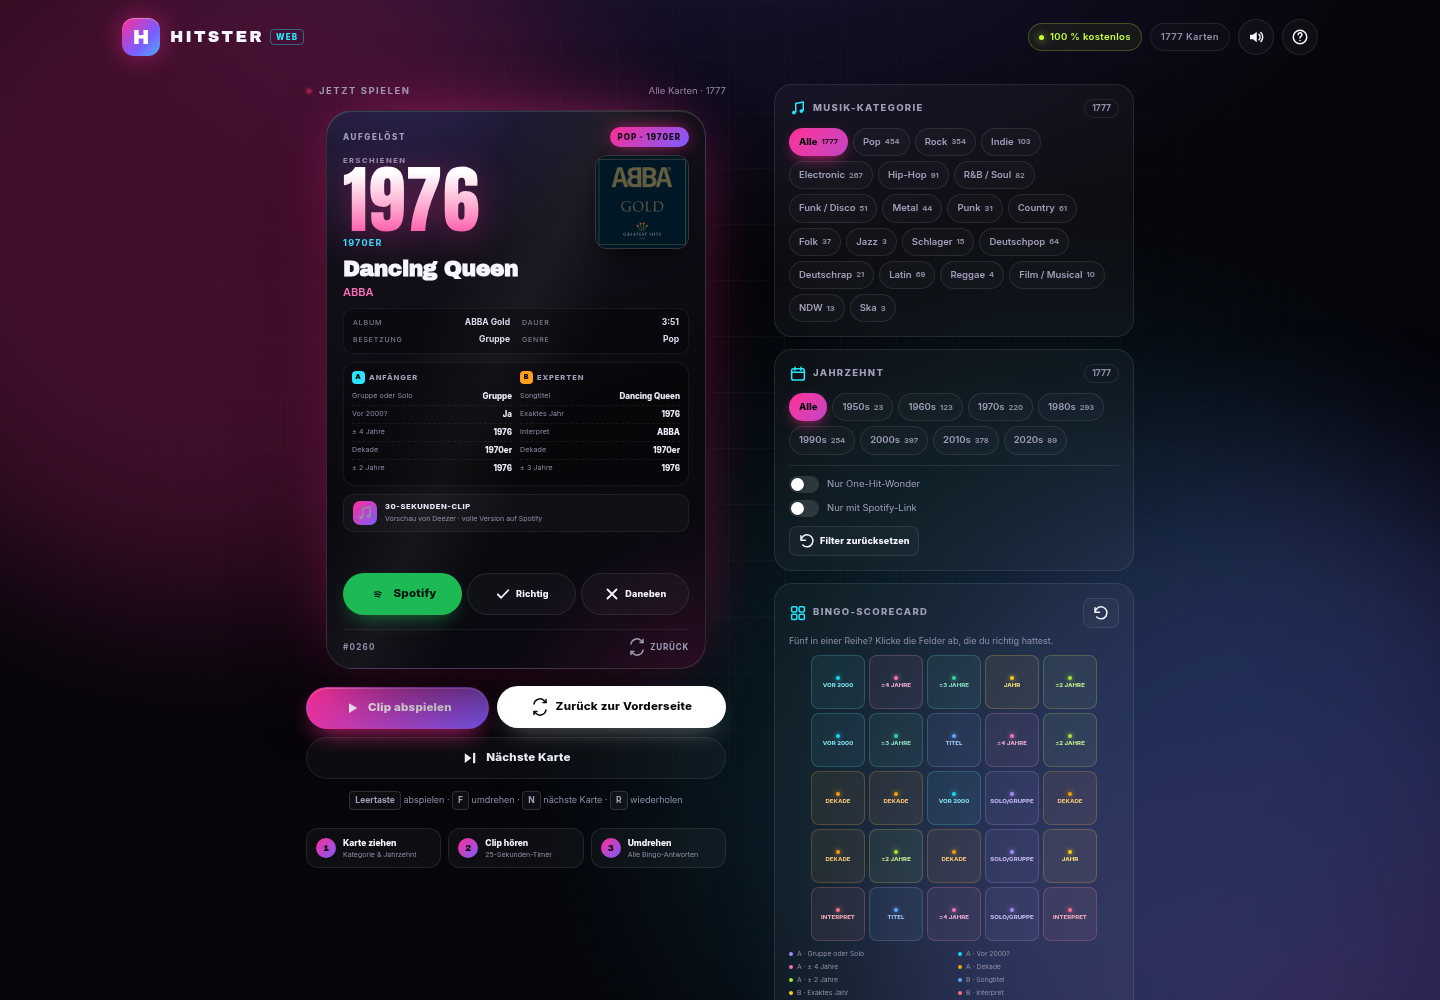 H HITSTER WEB
100 % kostenlos
1777 Karten
JETZT SPIELEN
Alle Karten · 1777
AUFGELÖST
POP · 1970ER
ERSCHIENEN
1976
1970ER
ABBA
GOLD
GREATEST HITS
Dancing Queen
ABBA
ALBUM ABBA Gold DAUER 3:51
BESETZUNG Gruppe GENRE Pop
A ANFÄNGER
Gruppe oder Solo Gruppe
Vor 2000? Ja
± 4 Jahre 1976
Dekade 1970er
± 2 Jahre 1976
B EXPERTEN
Songtitel Dancing Queen
Exaktes Jahr 1976
Interpret ABBA
Dekade 1970er
± 3 Jahre 1976
30-SEKUNDEN-CLIP
Vorschau von Deezer · volle Version auf Spotify
Spotify
Richtig
Daneben
#0260
ZURÜCK
Clip abspielen
Zurück zur Vorderseite
Nächste Karte
Leertaste abspielen · F umdrehen · N nächste Karte · R wiederholen
1 Karte ziehen
Kategorie & Jahrzehnt
2 Clip hören
25-Sekunden-Timer
3 Umdrehen
Alle Bingo-Antworten
MUSIK-KATEGORIE
1777
Alle 1777 Pop 454 Rock 354 Indie 103
Electronic 267 Hip-Hop 91 R&B / Soul 82
Funk / Disco 51 Metal 44 Punk 31 Country 61
Folk 37 Jazz 3 Schlager 15 Deutschpop 64
Deutschrap 21 Latin 69 Reggae 4 Film / Musical 10
NDW 13 Ska 3
JAHRZEHNT
1777
Alle 1950s 23 1960s 123 1970s 220 1980s 293
1990s 254 2000s 397 2010s 378 2020s 89
Nur One-Hit-Wonder
Nur mit Spotify-Link
Filter zurücksetzen
BINGO-SCORECARD
Fünf in einer Reihe? Klicke die Felder ab, die du richtig hattest.
VOR 2000 ±4 JAHRE ±3 JAHRE JAHR ±2 JAHRE
VOR 2000 ±3 JAHRE TITEL ±4 JAHRE ±2 JAHRE
DEKADE DEKADE VOR 2000 SOLO/GRUPPE DEKADE
DEKADE ±2 JAHRE DEKADE SOLO/GRUPPE JAHR
INTERPRET TITEL ±4 JAHRE SOLO/GRUPPE INTERPRET
A · Gruppe oder Solo A · Vor 2000?
A · ± 4 Jahre A · Dekade
A · ± 2 Jahre B · Songtitel
B · Exaktes Jahr B · Interpret